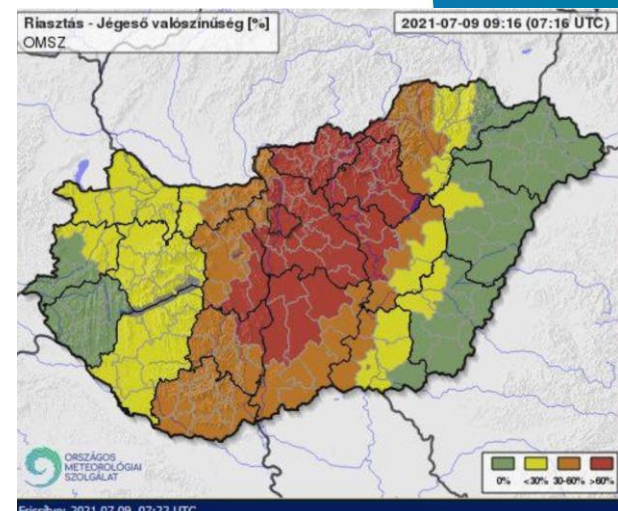 Riasztás - Jégeső valószínűség [%]
OMSZ
2021-07-09 09:16 (07:16 UTC)
ORSZÁGOS
METEOROLÓGIAI
SZOLGÁLAT
0% <30% 30-60% >60%
Frissítve: 2021-07-09, 07:22 UTC